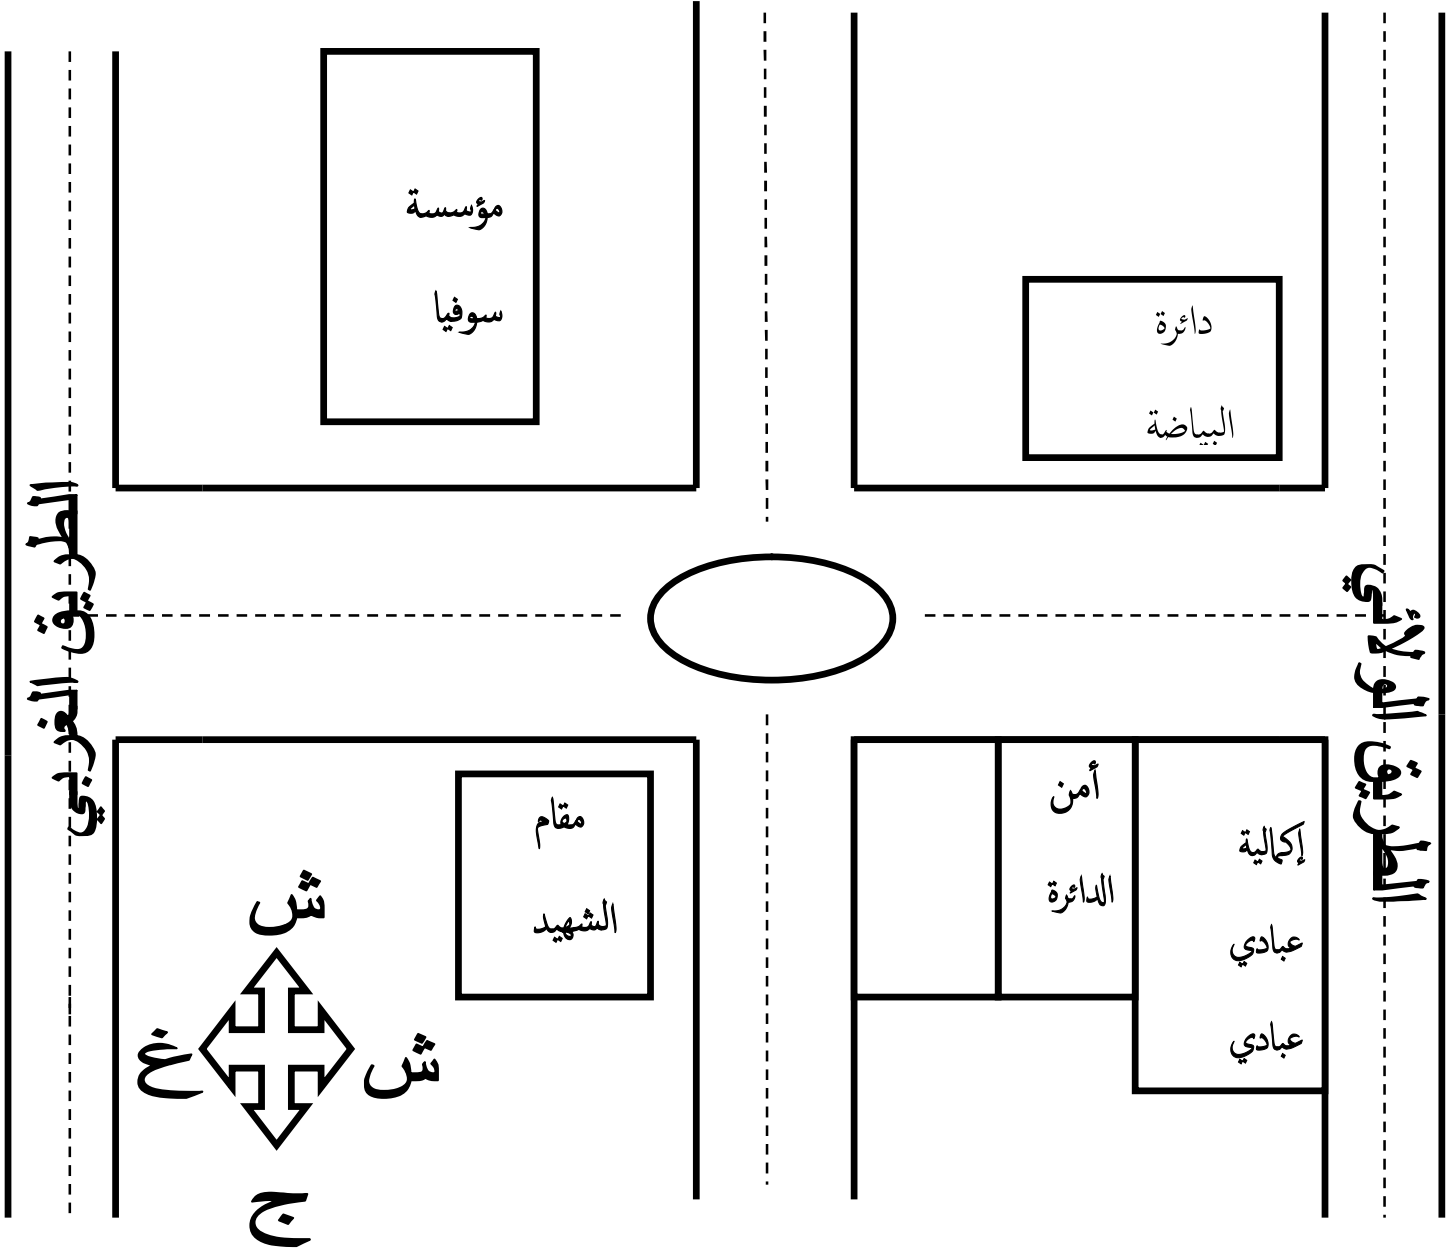 مؤسسة
سوفيا
دائرة
البياضة
الطريق الغربي
الطريق الولائي
مقام
الشهيد
أمن
الدائرة
إكمالية
عبادي
عبادي
ش
غ
ش
ج